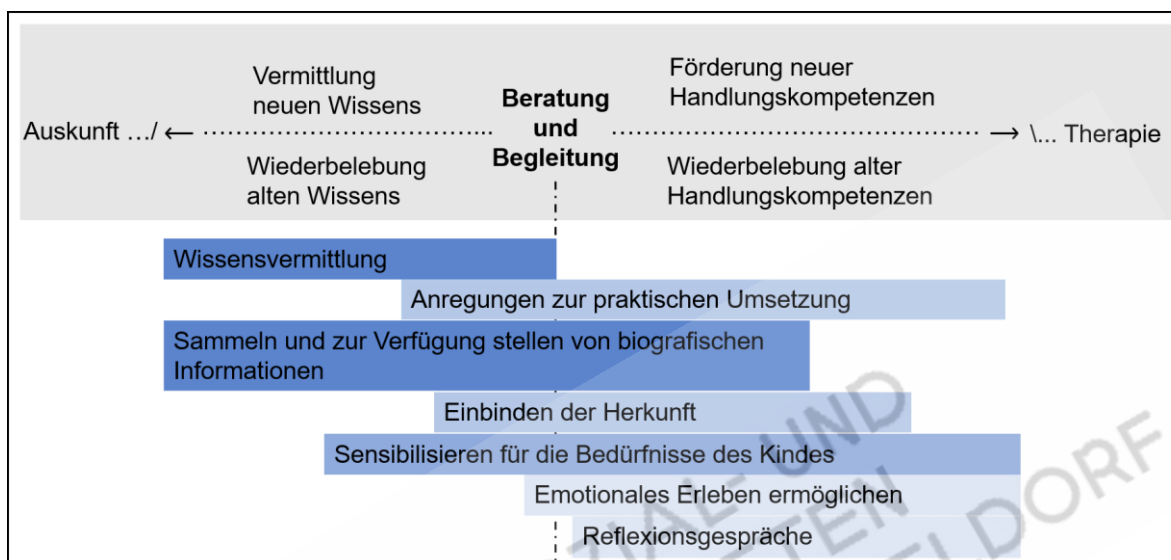 Vermittlung
neuen Wissens
Beratung
und
Begleitung
Förderung neuer
Handlungskompetenzen
Auskunft …/
\... Therapie
Wiederbelebung
alten Wissens
Wiederbelebung alter
Handlungskompetenzen
Wissensvermittlung
Anregungen zur praktischen Umsetzung
Sammeln und zur Verfügung stellen von biografischen
Informationen
Einbinden der Herkunft
Sensibilisieren für die Bedürfnisse des Kindes
Emotionales Erleben ermöglichen
Reflexionsgespräche
UND